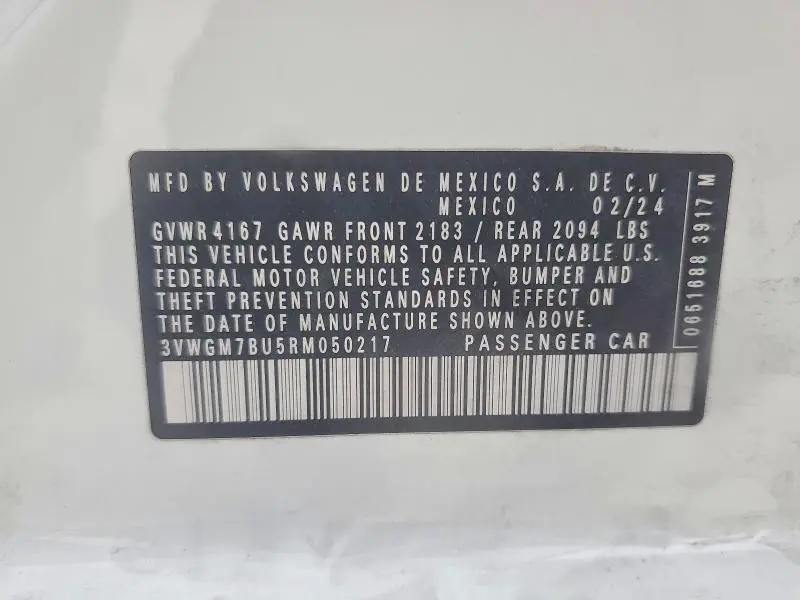 MFD BY VOLKSWAGEN DE MEXICO S.A. DE C.V.
MEXICO 02/24
GVWR 4167 GAWR FRONT 2183 / REAR 2094 LBS
THIS VEHICLE CONFORMS TO ALL APPLICABLE U.S.
FEDERAL MOTOR VEHICLE SAFETY, BUMPER AND
THEFT PREVENTION STANDARDS IN EFFECT ON
THE DATE OF MANUFACTURE SHOWN ABOVE.
3VWGM7BU5RM050217 PASSENGER CAR
0651688 3917 M